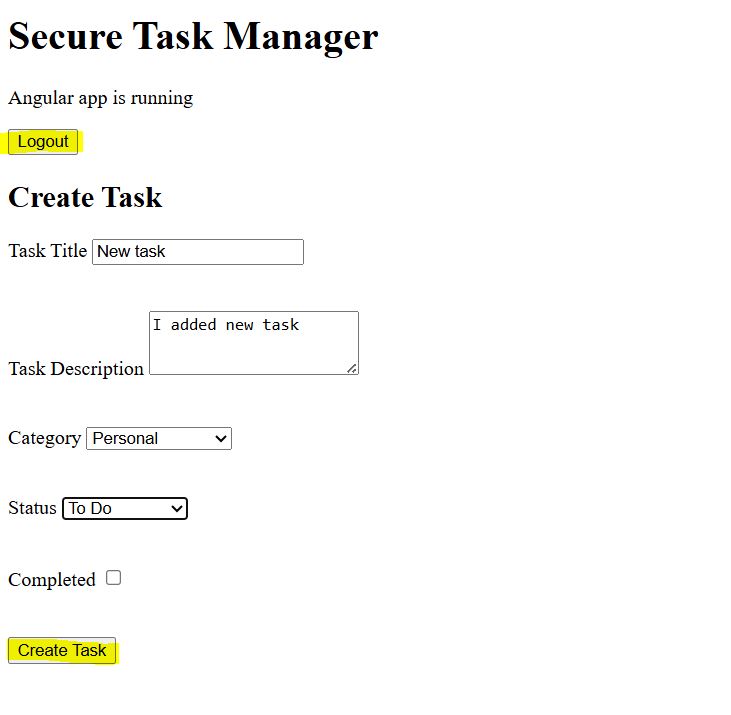 Secure Task Manager
Angular app is running
Logout
Create Task
Task Title New task
I added new task
Task Description
Category Personal
Status To Do
Completed
Create Task